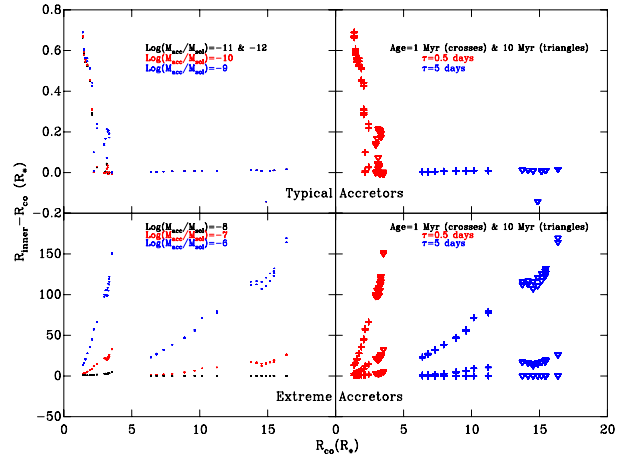 0.8
0.6
0.4
0.2
0.0
-0.2
Log(M_acc/M_sol)=-11 & -12
Log(M_acc/M_sol)=-10
Log(M_acc/M_sol)=-9
Age=1 Myr (crosses) & 10 Myr (triangles)
τ=0.5 days
τ=5 days
Typical Accretors
R_inner-R_co (R_*)
150
100
50
0
-50
Log(M_acc/M_sol)=-8
Log(M_acc/M_sol)=-7
Log(M_acc/M_sol)=-6
Age=1 Myr (crosses) & 10 Myr (triangles)
τ=0.5 days
τ=5 days
Extreme Accretors
0 5 10 15 0 5 10 15 20
R_co(R_*)